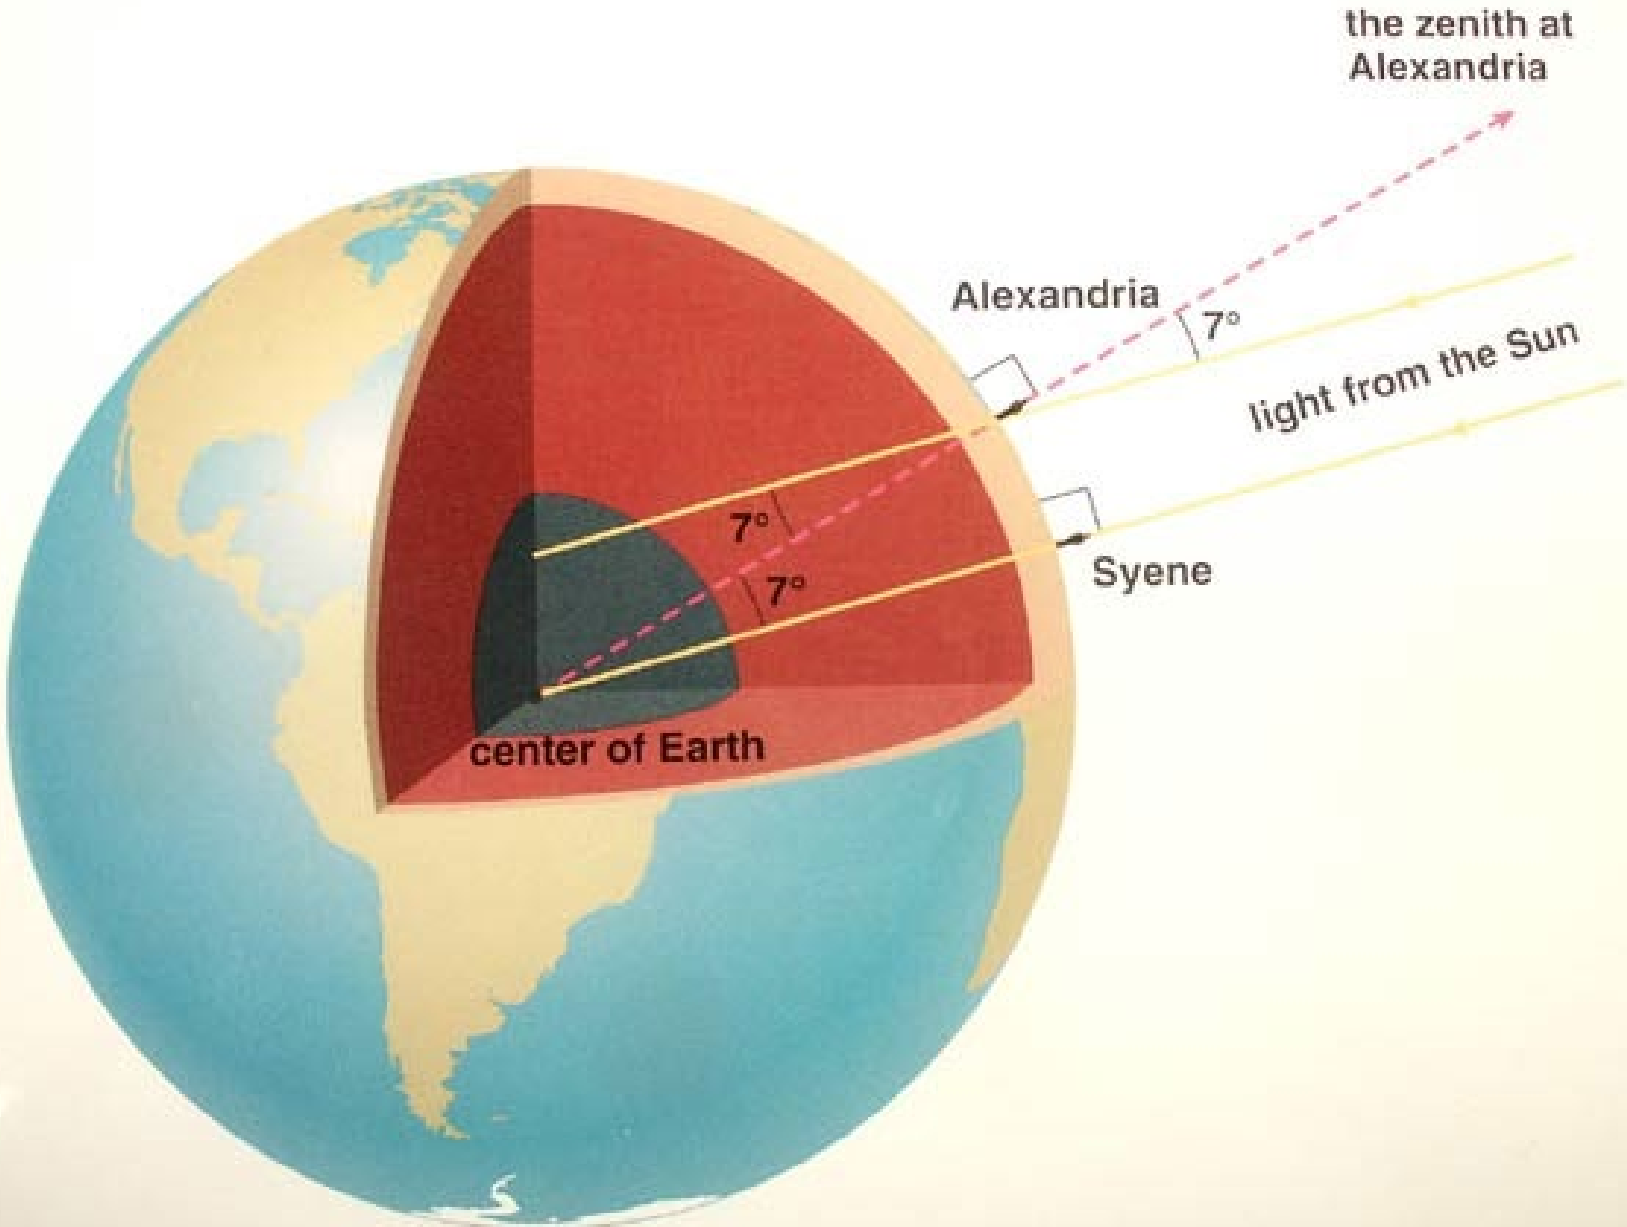 the zenith at
Alexandria
Alexandria
7°
light from the Sun
7°
7°
Syene
center of Earth